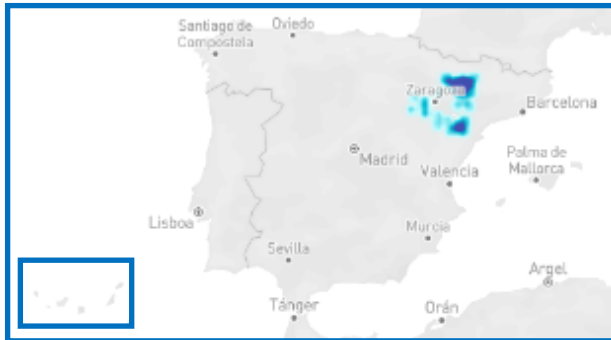 Santiago de
Compostela
Oviedo
Zaragoza
Barcelona
Madrid
Palma de
Mallorca
Valencia
Lisboa
Murcia
Sevilla
Argel
Tánger
Orán